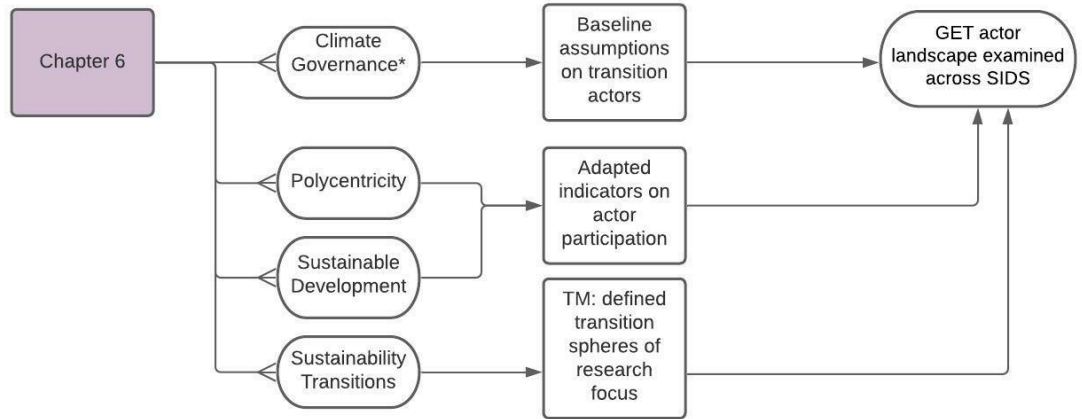 Chapter 6
Climate
Governance*
Baseline
assumptions
on transition
actors
GET actor
landscape examined
across SIDS
Polycentricity
Adapted
indicators on
actor
participation
Sustainable
Development
TM: defined
transition
spheres of
research
focus
Sustainability
Transitions